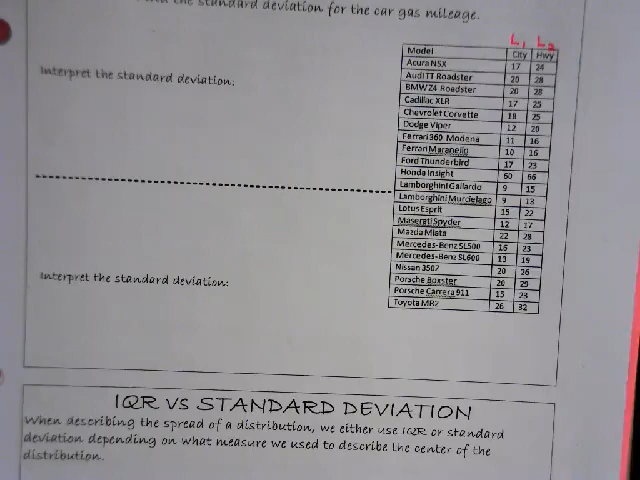 the standard deviation for the car gas mileage.
L₁ L₂
Model City Hwy
Acura NSX 17 24
Audi TT Roadster 20 28
BMW Z4 Roadster 20 28
Cadillac XLR 17 25
Interpret the standard deviation:
Chevrolet Corvette 18 25
Dodge Viper 12 20
Ferrari 360 Modena 11 16
Ferrari Maranello 10 16
Ford Thunderbird 17 23
Honda Insight 60 66
Lamborghini Gallardo 9 15
Lamborghini Murcielago 9 13
Lotus Esprit 15 22
Maserati Spyder 12 17
Mazda Miata 22 28
Mercedes-Benz SL500 16 23
Mercedes-Benz SL600 13 19
Nissan 350Z 20 26
Porsche Boxster 20 29
Porsche Carrera 911 15 23
Toyota MR2 26 32
Interpret the standard deviation:
IQR VS STANDARD DEVIATION
When describing the spread of a distribution, we either use IQR or standard
deviation depending on what measure we used to describe the center of the
distribution.